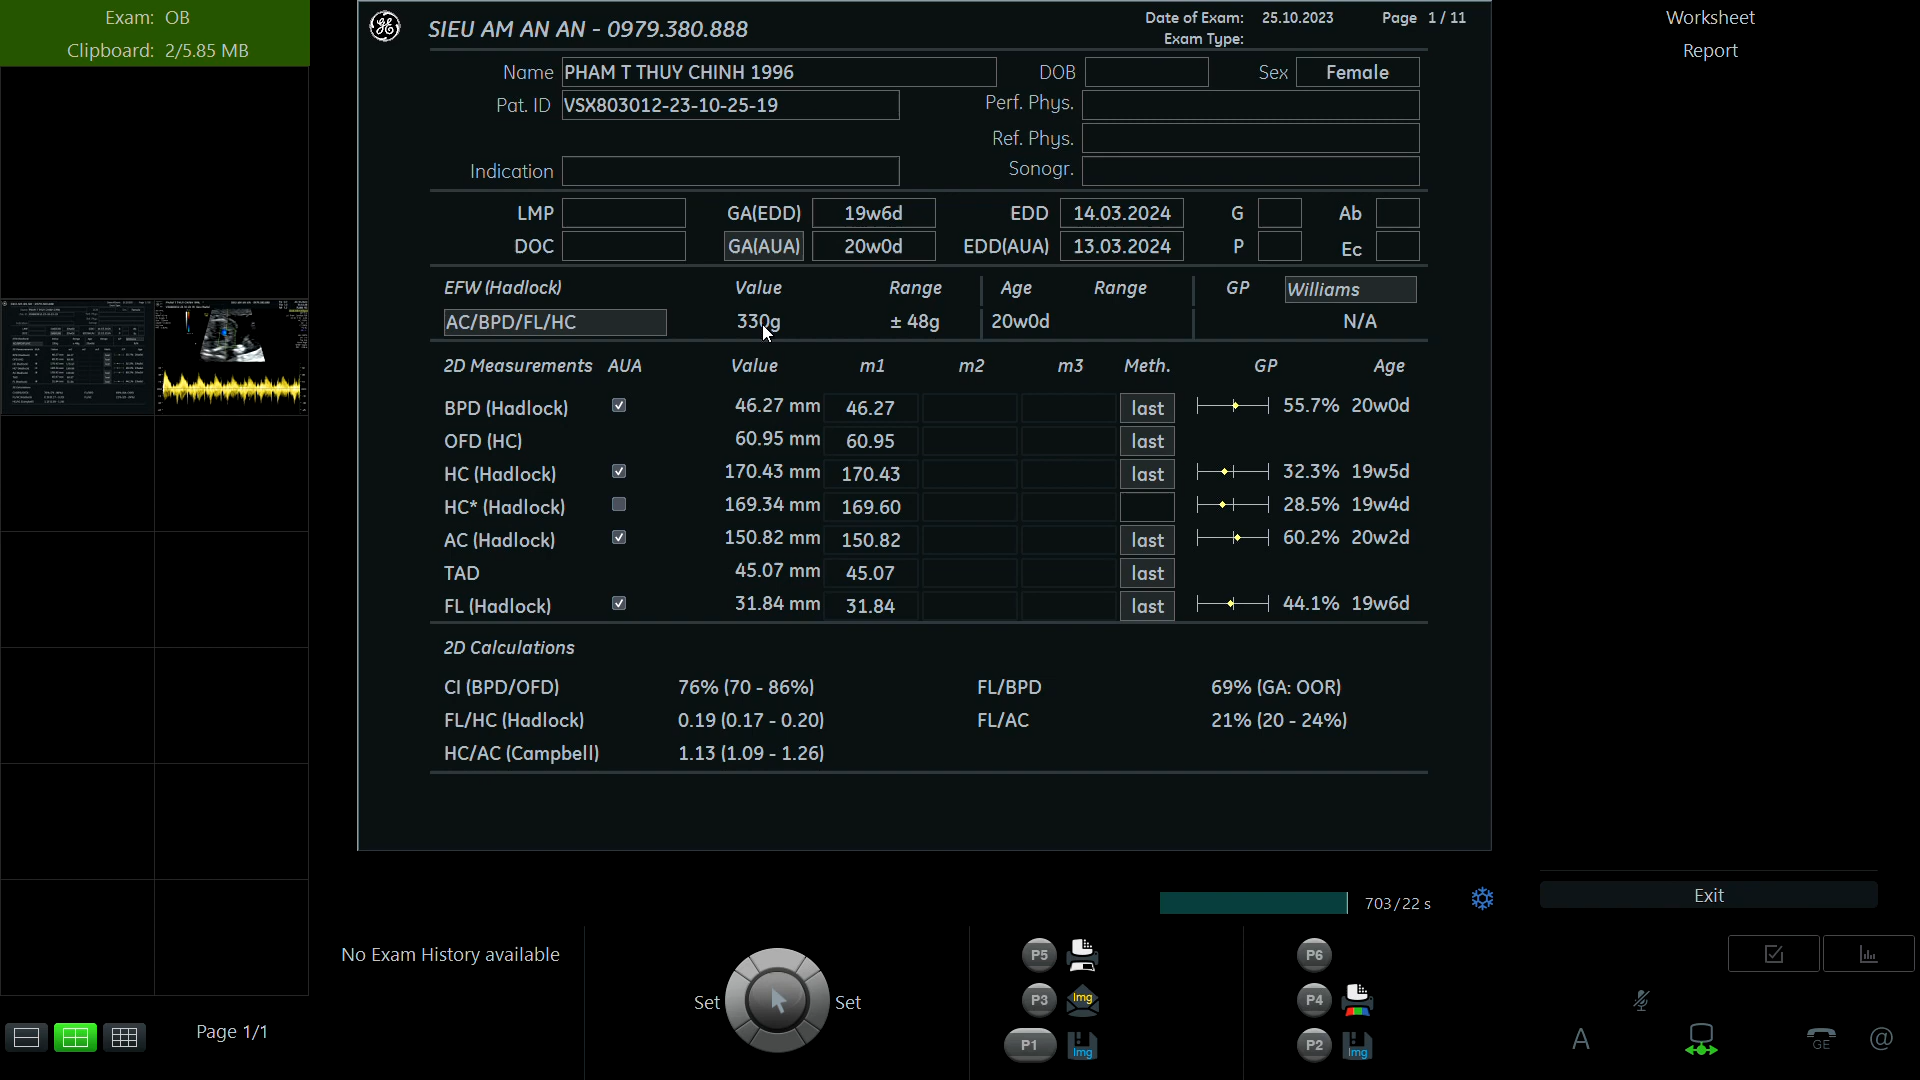 Exam: OB
Clipboard: 2/5.85 MB
SIEU AM AN AN - 0979.380.888
Date of Exam: 25.10.2023 Page 1 / 11
Exam Type:
Name PHAM T THUY CHINH 1996 DOB Sex Female
Pat. ID VSX803012-23-10-25-19 Perf. Phys.
Ref. Phys.
Indication Sonogr.
LMP GA(EDD) 19w6d EDD 14.03.2024 G Ab
DOC GA(AUA) 20w0d EDD(AUA) 13.03.2024 P Ec
EFW (Hadlock) Value Range Age Range GP Williams
AC/BPD/FL/HC 330g ± 48g 20w0d N/A
2D Measurements AUA Value m1 m2 m3 Meth. GP Age
BPD (Hadlock) 46.27 mm 46.27 last 55.7% 20w0d
OFD (HC) 60.95 mm 60.95 last
HC (Hadlock) 170.43 mm 170.43 last 32.3% 19w5d
HC* (Hadlock) 169.34 mm 169.60 28.5% 19w4d
AC (Hadlock) 150.82 mm 150.82 last 60.2% 20w2d
TAD 45.07 mm 45.07 last
FL (Hadlock) 31.84 mm 31.84 last 44.1% 19w6d
2D Calculations
CI (BPD/OFD) 76% (70 - 86%) FL/BPD 69% (GA: OOR)
FL/HC (Hadlock) 0.19 (0.17 - 0.20) FL/AC 21% (20 - 24%)
HC/AC (Campbell) 1.13 (1.09 - 1.26)
Worksheet
Report
703/22 s
Exit
No Exam History available
Set Set
P5
P3 Img
P1 Img
P6
P4
P2 Img
A GE @
Page 1/1